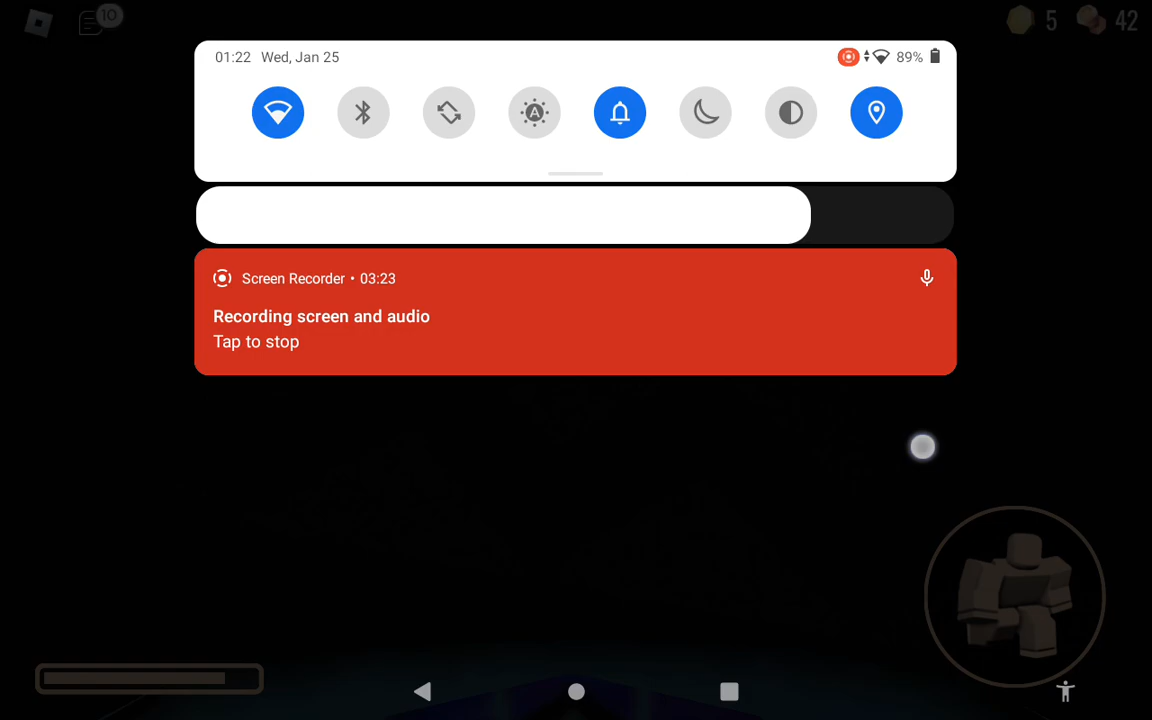 10
5 42
01:22 Wed, Jan 25 89%
A
Screen Recorder • 03:23
Recording screen and audio
Tap to stop